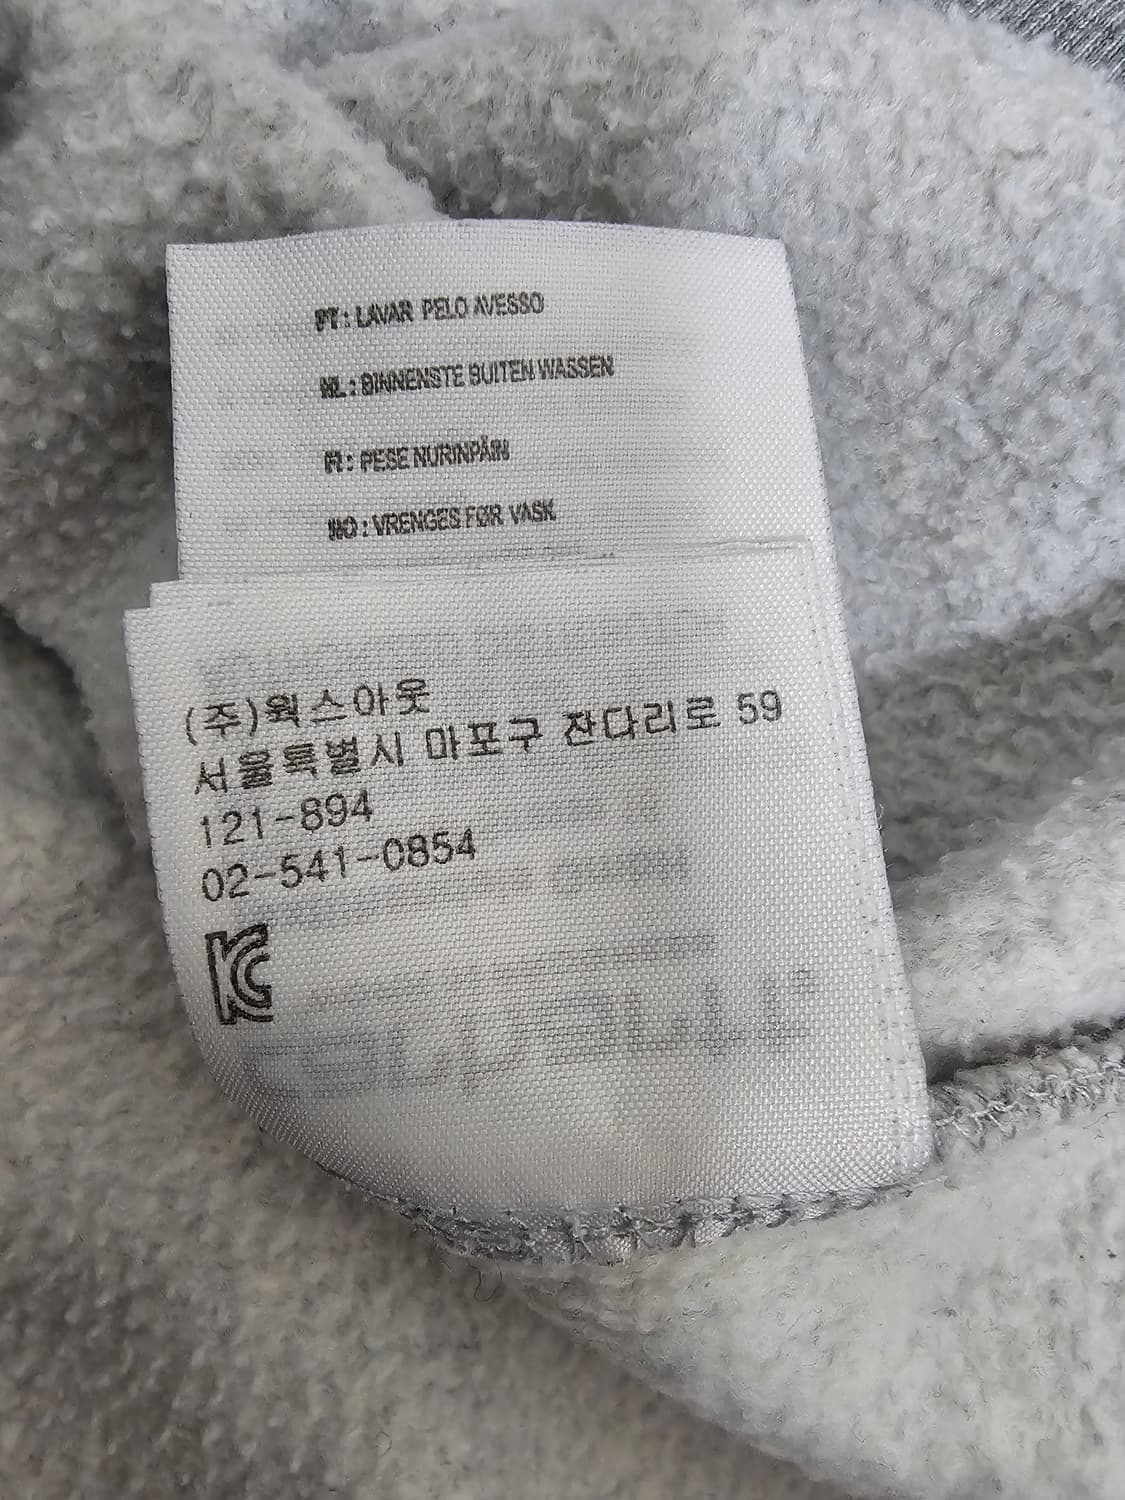 PT : LAVAR PELO AVESSO
NL : BINNENSTE BUITEN WASSEN
FI : PESE NURINPÄIN
NO : VRENGES FØR VASK
(주)웍스아웃
서울특별시 마포구 잔다리로 59
121-894
02-541-0854
KC